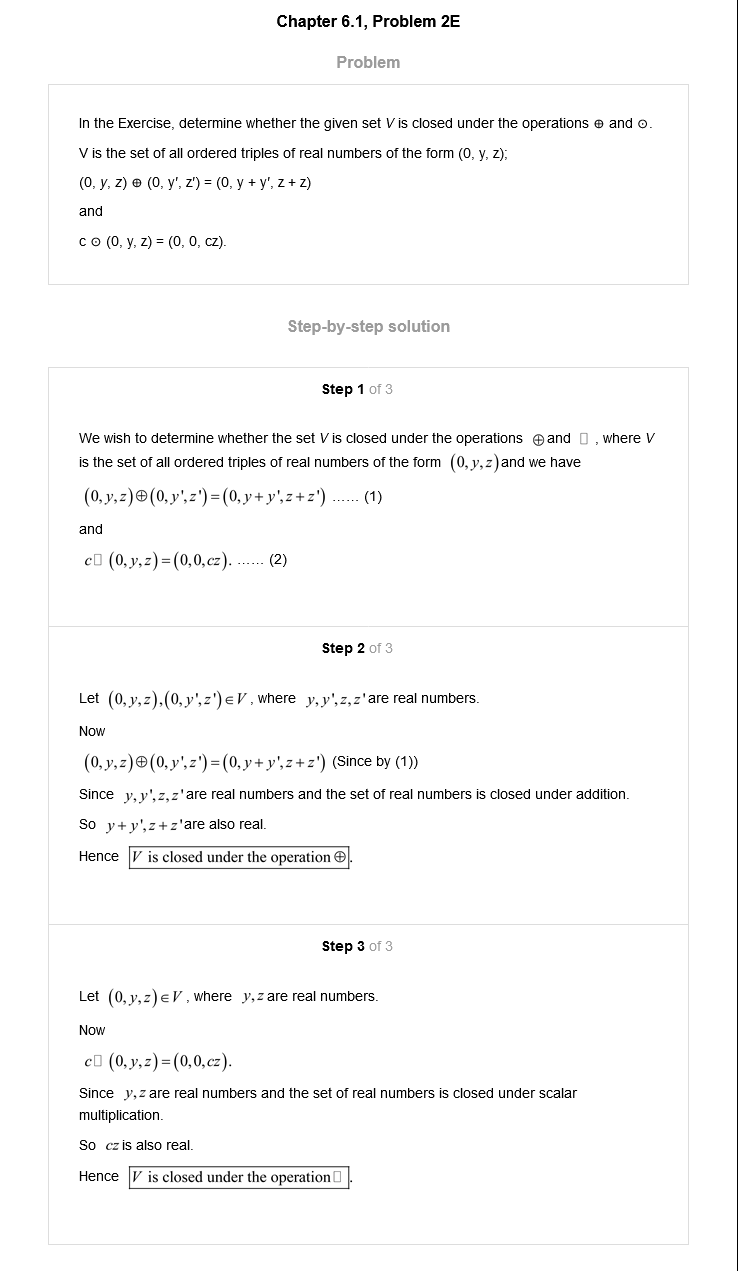 Chapter 6.1, Problem 2E
Problem
In the Exercise, determine whether the given set V is closed under the operations ⊕ and ⊙.
V is the set of all ordered triples of real numbers of the form (0, y, z);
(0, y, z) ⊕ (0, y', z') = (0, y + y', z + z)
and
c ⊙ (0, y, z) = (0, 0, cz).
Step-by-step solution
Step 1 of 3
We wish to determine whether the set V is closed under the operations ⊕ and ▯ , where V
is the set of all ordered triples of real numbers of the form (0, y, z) and we have
(0, y, z)⊕(0, y', z') = (0, y + y', z + z') ...... (1)
and
c▯ (0, y, z) = (0, 0, cz). ...... (2)
Step 2 of 3
Let (0, y, z),(0, y', z') ∈ V , where y, y', z, z' are real numbers.
Now
(0, y, z)⊕(0, y', z') = (0, y + y', z + z') (Since by (1))
Since y, y', z, z' are real numbers and the set of real numbers is closed under addition.
So y + y', z + z' are also real.
Hence V is closed under the operation ⊕.
Step 3 of 3
Let (0, y, z) ∈ V , where y, z are real numbers.
Now
c▯ (0, y, z) = (0, 0, cz).
Since y, z are real numbers and the set of real numbers is closed under scalar
multiplication.
So cz is also real.
Hence V is closed under the operation ▯ .